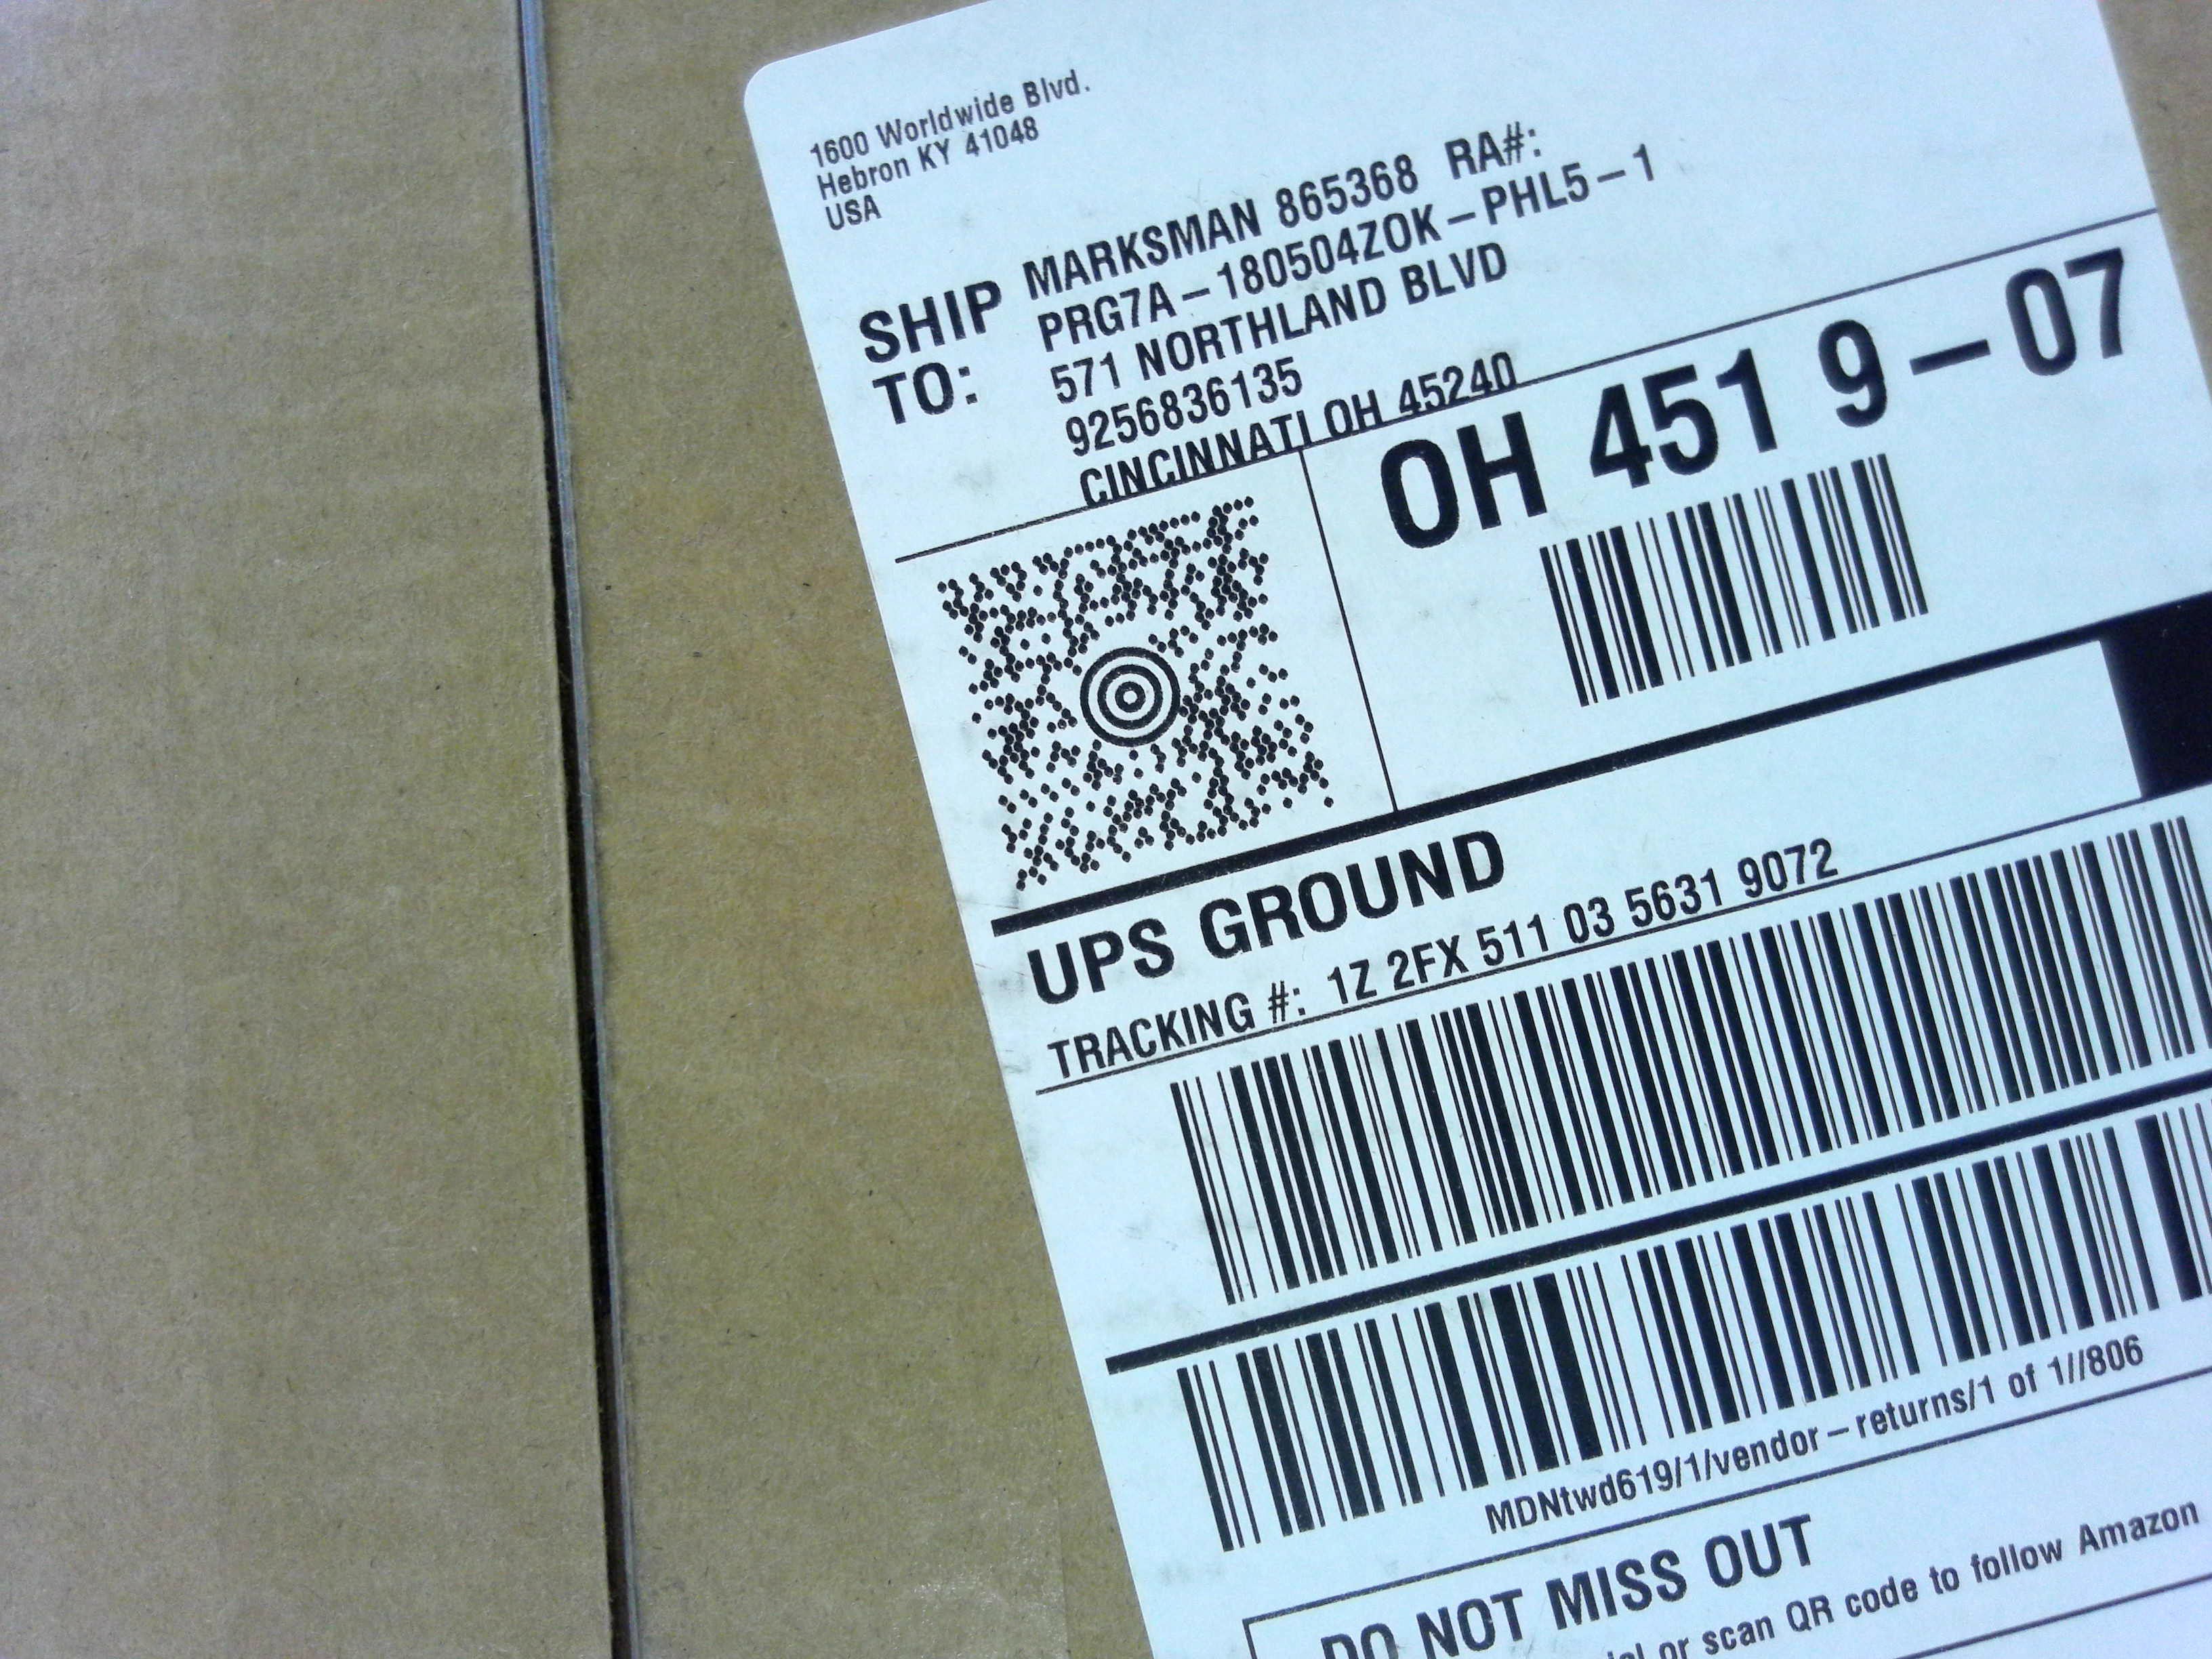 1600 Worldwide Blvd.
Hebron KY 41048
USA
SHIP TO:
MARKSMAN 865368 RA#:
PRG7A-180504ZOK-PHL5-1
571 NORTHLAND BLVD
9256836135
CINCINNATI OH 45240
OH 451 9-07
UPS GROUND
TRACKING #: 1Z 2FX 511 03 5631 9072
MDNtwd619/1/vendor-returns/1 of 1//806
DO NOT MISS OUT
or scan QR code to follow Amazon